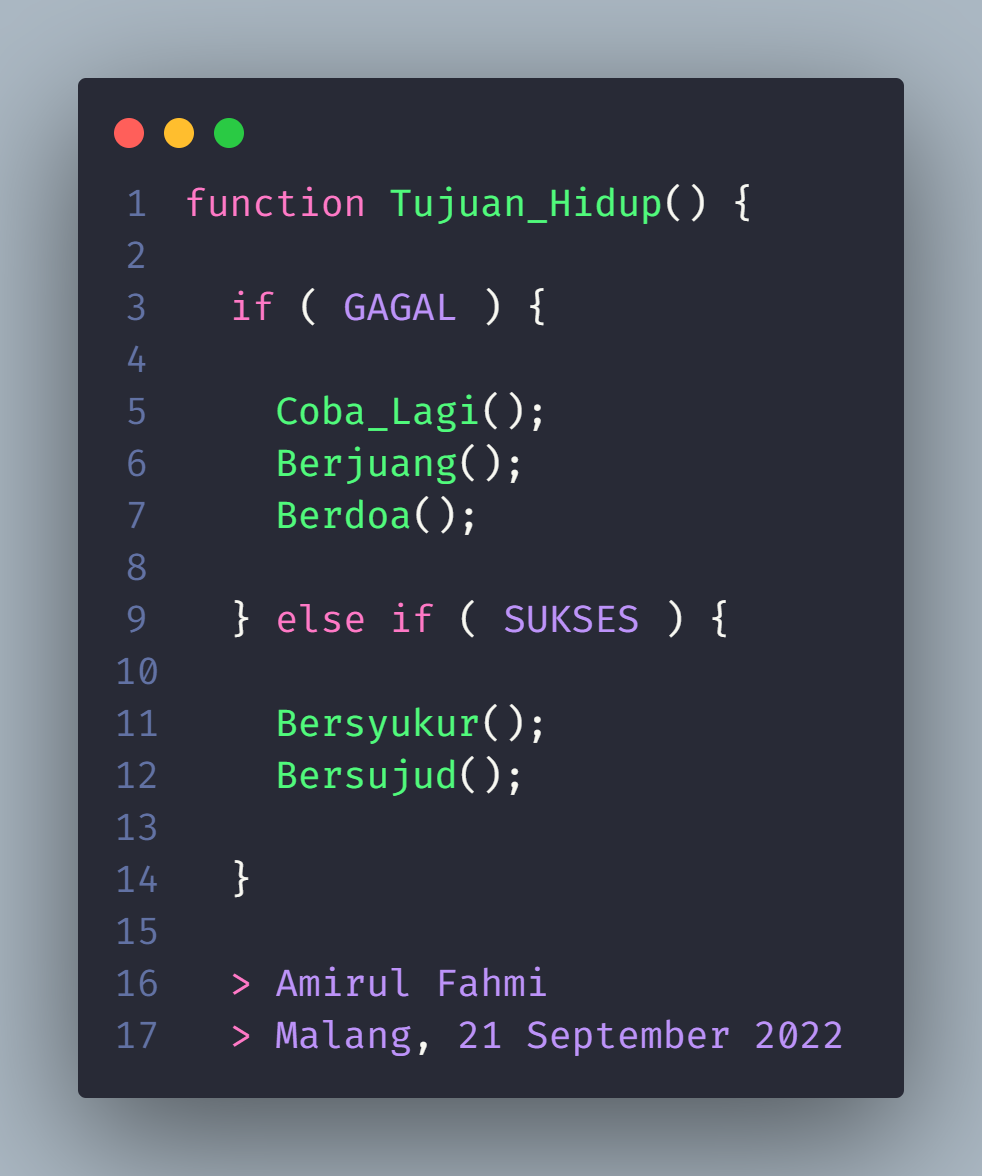 1 function Tujuan_Hidup() {
2
3 if ( GAGAL ) {
4
5 Coba_Lagi();
6 Berjuang();
7 Berdoa();
8
9 } else if ( SUKSES ) {
10
11 Bersyukur();
12 Bersujud();
13
14 }
15
16 > Amirul Fahmi
17 > Malang, 21 September 2022